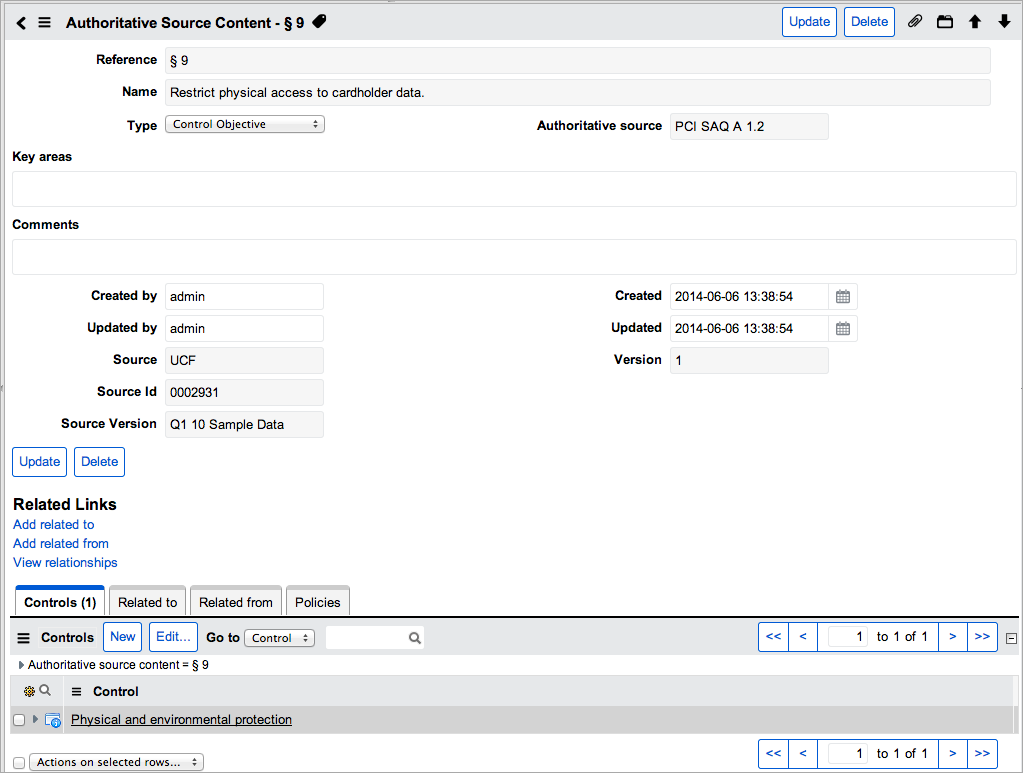 Authoritative Source Content - § 9 Update Delete
Reference § 9
Name Restrict physical access to cardholder data.
Type Control Objective Authoritative source PCI SAQ A 1.2
Key areas
Comments
Created by admin Created 2014-06-06 13:38:54
Updated by admin Updated 2014-06-06 13:38:54
Source UCF Version 1
Source Id 0002931
Source Version Q1 10 Sample Data
Update Delete
Related Links
Add related to
Add related from
View relationships
Controls (1) Related to Related from Policies
Controls New Edit... Go to Control << < 1 to 1 of 1 > >>
Authoritative source content = § 9
Control
Physical and environmental protection
Actions on selected rows... << < 1 to 1 of 1 > >>